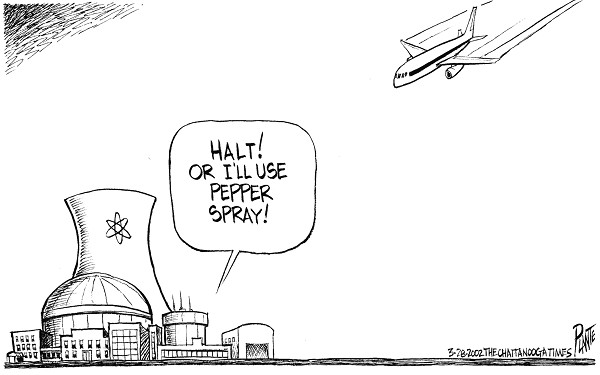 HALT!
OR I'LL USE
PEPPER
SPRAY!
3-28-2002 THE CHATTANOOGA TIMES
PLANTE